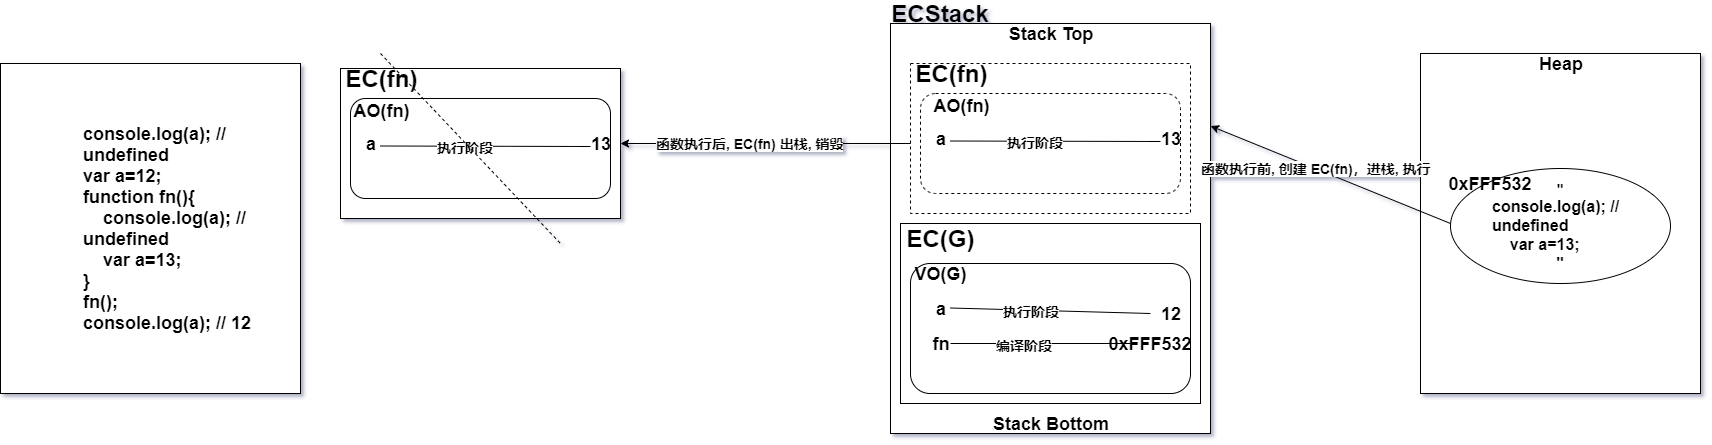 console.log(a); //
undefined
var a=12;
function fn(){
console.log(a); //
undefined
var a=13;
}
fn();
console.log(a); // 12
EC(fn)
AO(fn)
a 执行阶段 13
函数执行后, EC(fn) 出栈, 销毁
ECStack
Stack Top
EC(fn)
AO(fn)
a 执行阶段 13
EC(G)
VO(G)
a 执行阶段 12
fn 编译阶段 0xFFF532
Stack Bottom
函数执行前, 创建 EC(fn)，进栈, 执行
Heap
0xFFF532 "
console.log(a); //
undefined
var a=13;
"